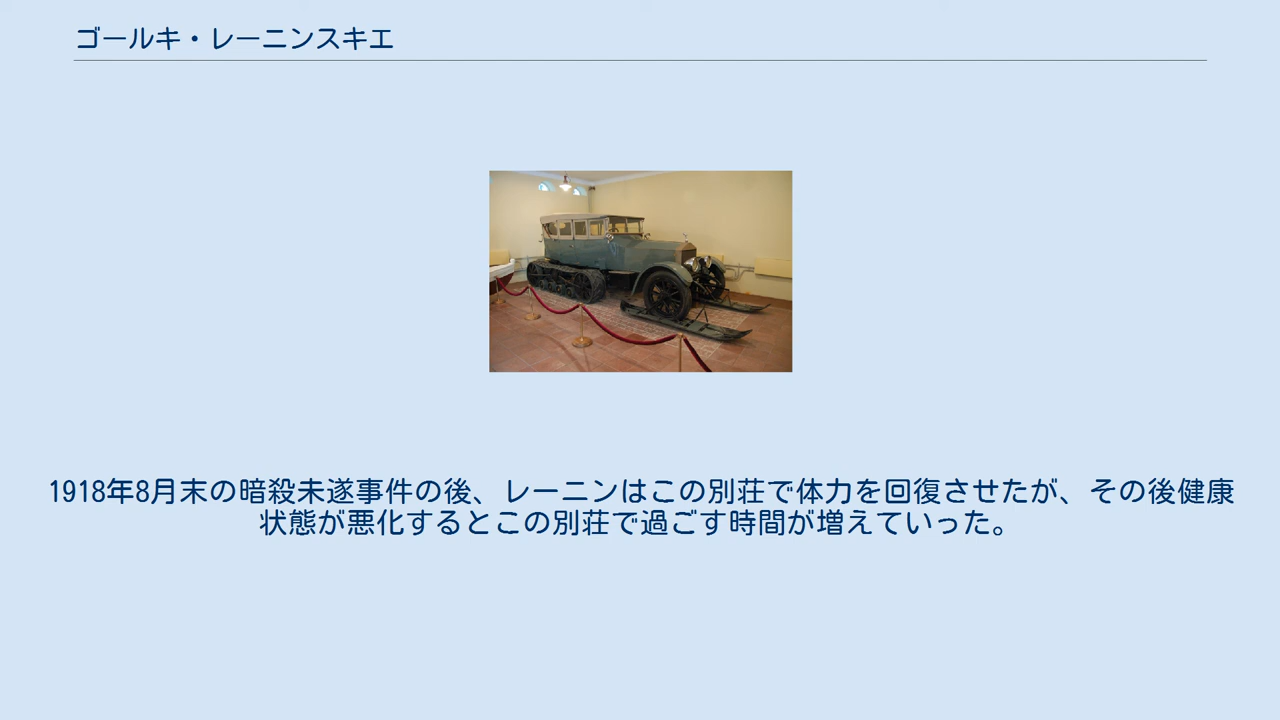 ゴールキ・レーニンスキエ
1918年8月末の暗殺未遂事件の後、レーニンはこの別荘で体力を回復させたが、その後健康
状態が悪化するとこの別荘で過ごす時間が増えていった。